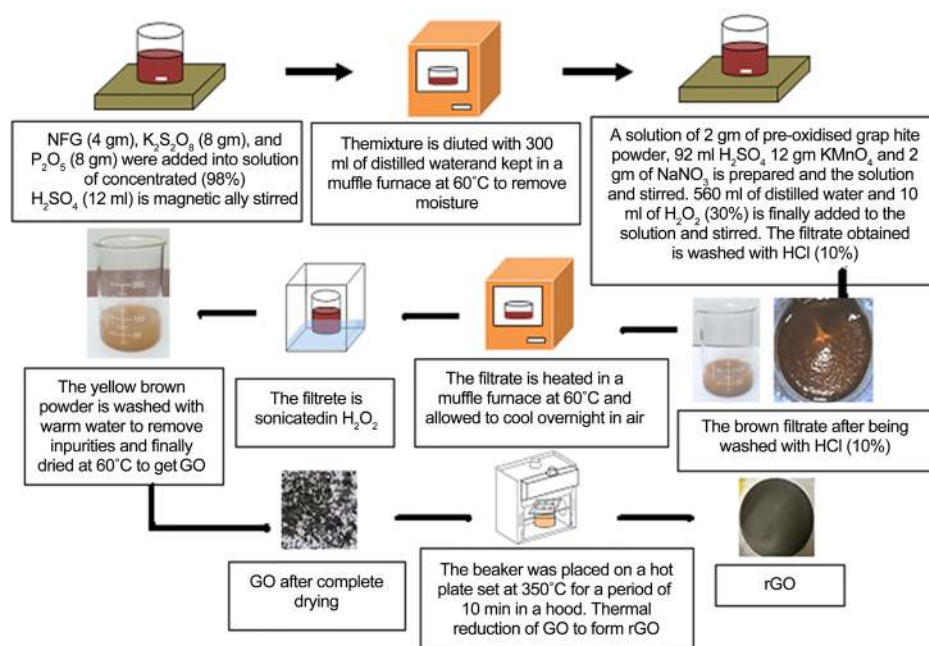 NFG (4 gm), K₂S₂O₈ (8 gm), and
P₂O₅ (8 gm) were added into solution
of concentrated (98%)
H₂SO₄ (12 ml) is magnetic ally stirred
Themixture is diuted with 300
ml of distilled waterand kept in a
muffle furnace at 60°C to remove
moisture
A solution of 2 gm of pre-oxidised grap hite
powder, 92 ml H₂SO₄ 12 gm KMnO₄ and 2
gm of NaNO₃ is prepared and the solution
and stirred. 560 ml of distilled water and 10
ml of H₂O₂ (30%) is finally added to the
solution and stirred. The filtrate obtained
is washed with HCl (10%)
The yellow brown
powder is washed with
warm water to remove
inpurities and finally
dried at 60°C to get GO
The filtrete is
sonicatedin H₂O₂
The filtrate is heated in a
muffle furnace at 60°C and
allowed to cool overnight in air
The brown filtrate after being
washed with HCl (10%)
GO after complete
drying
The beaker was placed on a hot
plate set at 350°C for a period of
10 min in a hood. Thermal
reduction of GO to form rGO
rGO